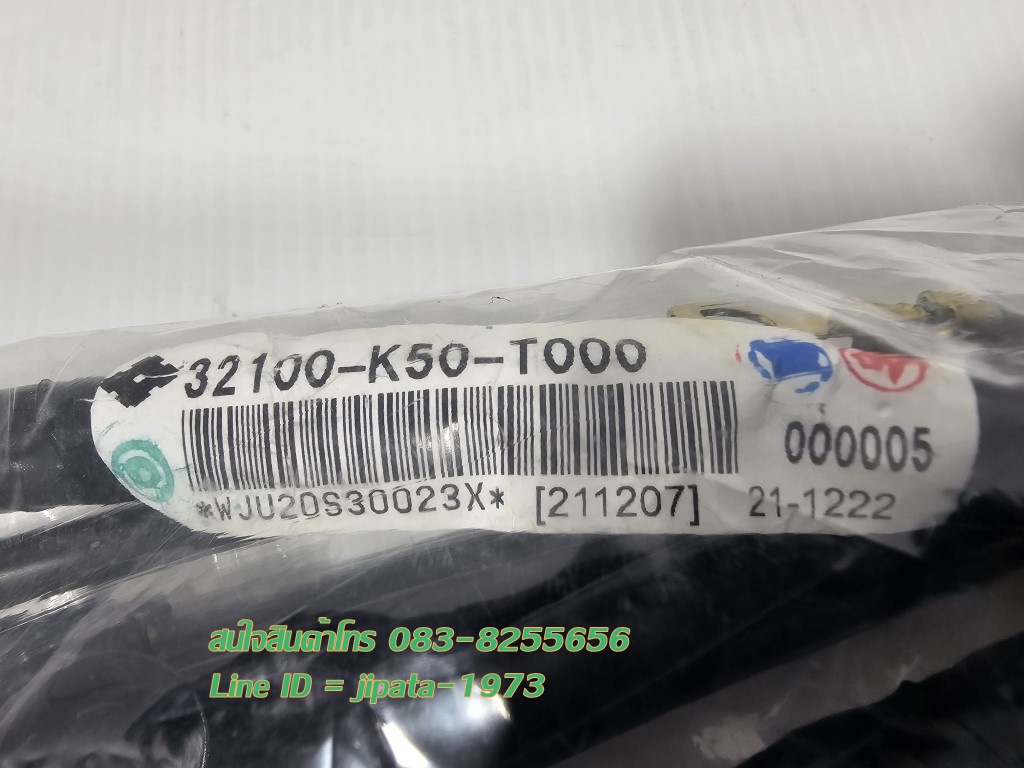 32100-K50-T000
000005
*WJU20S30023X* [211207] 21-1222
สนใจสินค้าโทร 083-8255656
Line ID = jipata-1973